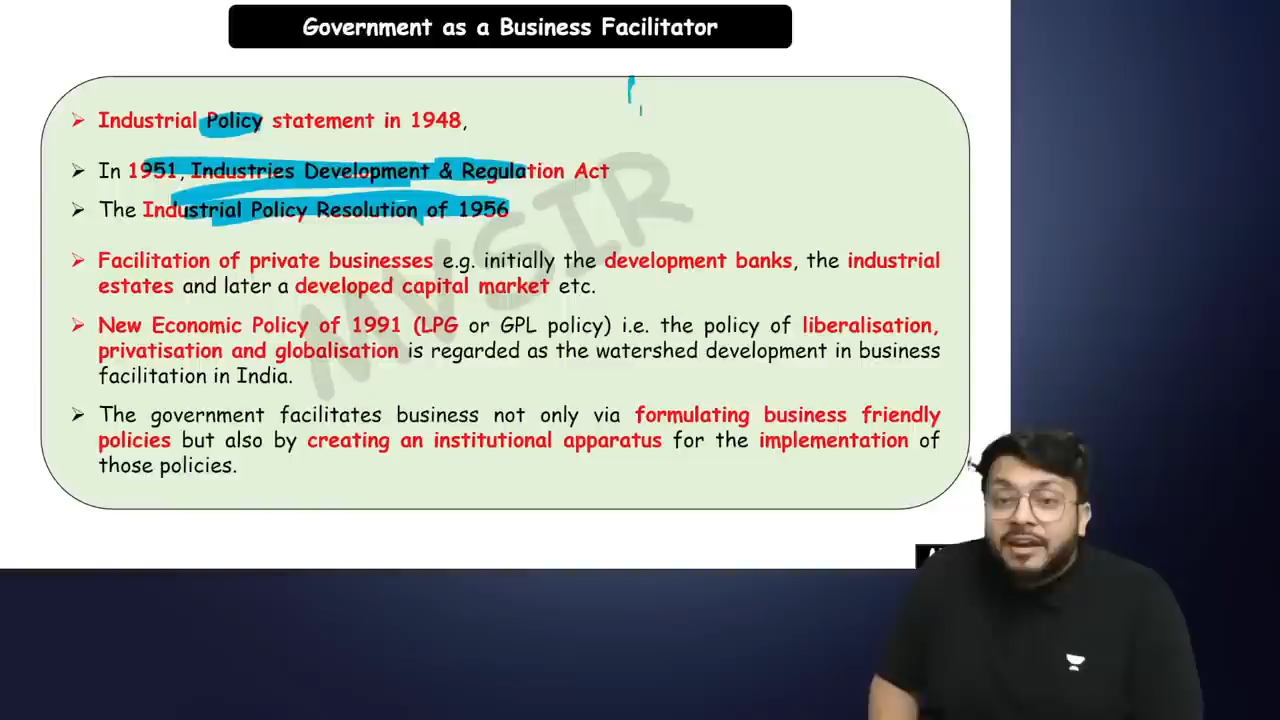 Government as a Business Facilitator
➢ Industrial Policy statement in 1948,
➢ In 1951, Industries Development & Regulation Act
➢ The Industrial Policy Resolution of 1956
➢ Facilitation of private businesses e.g. initially the development banks, the industrial
estates and later a developed capital market etc.
➢ New Economic Policy of 1991 (LPG or GPL policy) i.e. the policy of liberalisation,
privatisation and globalisation is regarded as the watershed development in business
facilitation in India.
➢ The government facilitates business not only via formulating business friendly
policies but also by creating an institutional apparatus for the implementation of
those policies.
MVSIR